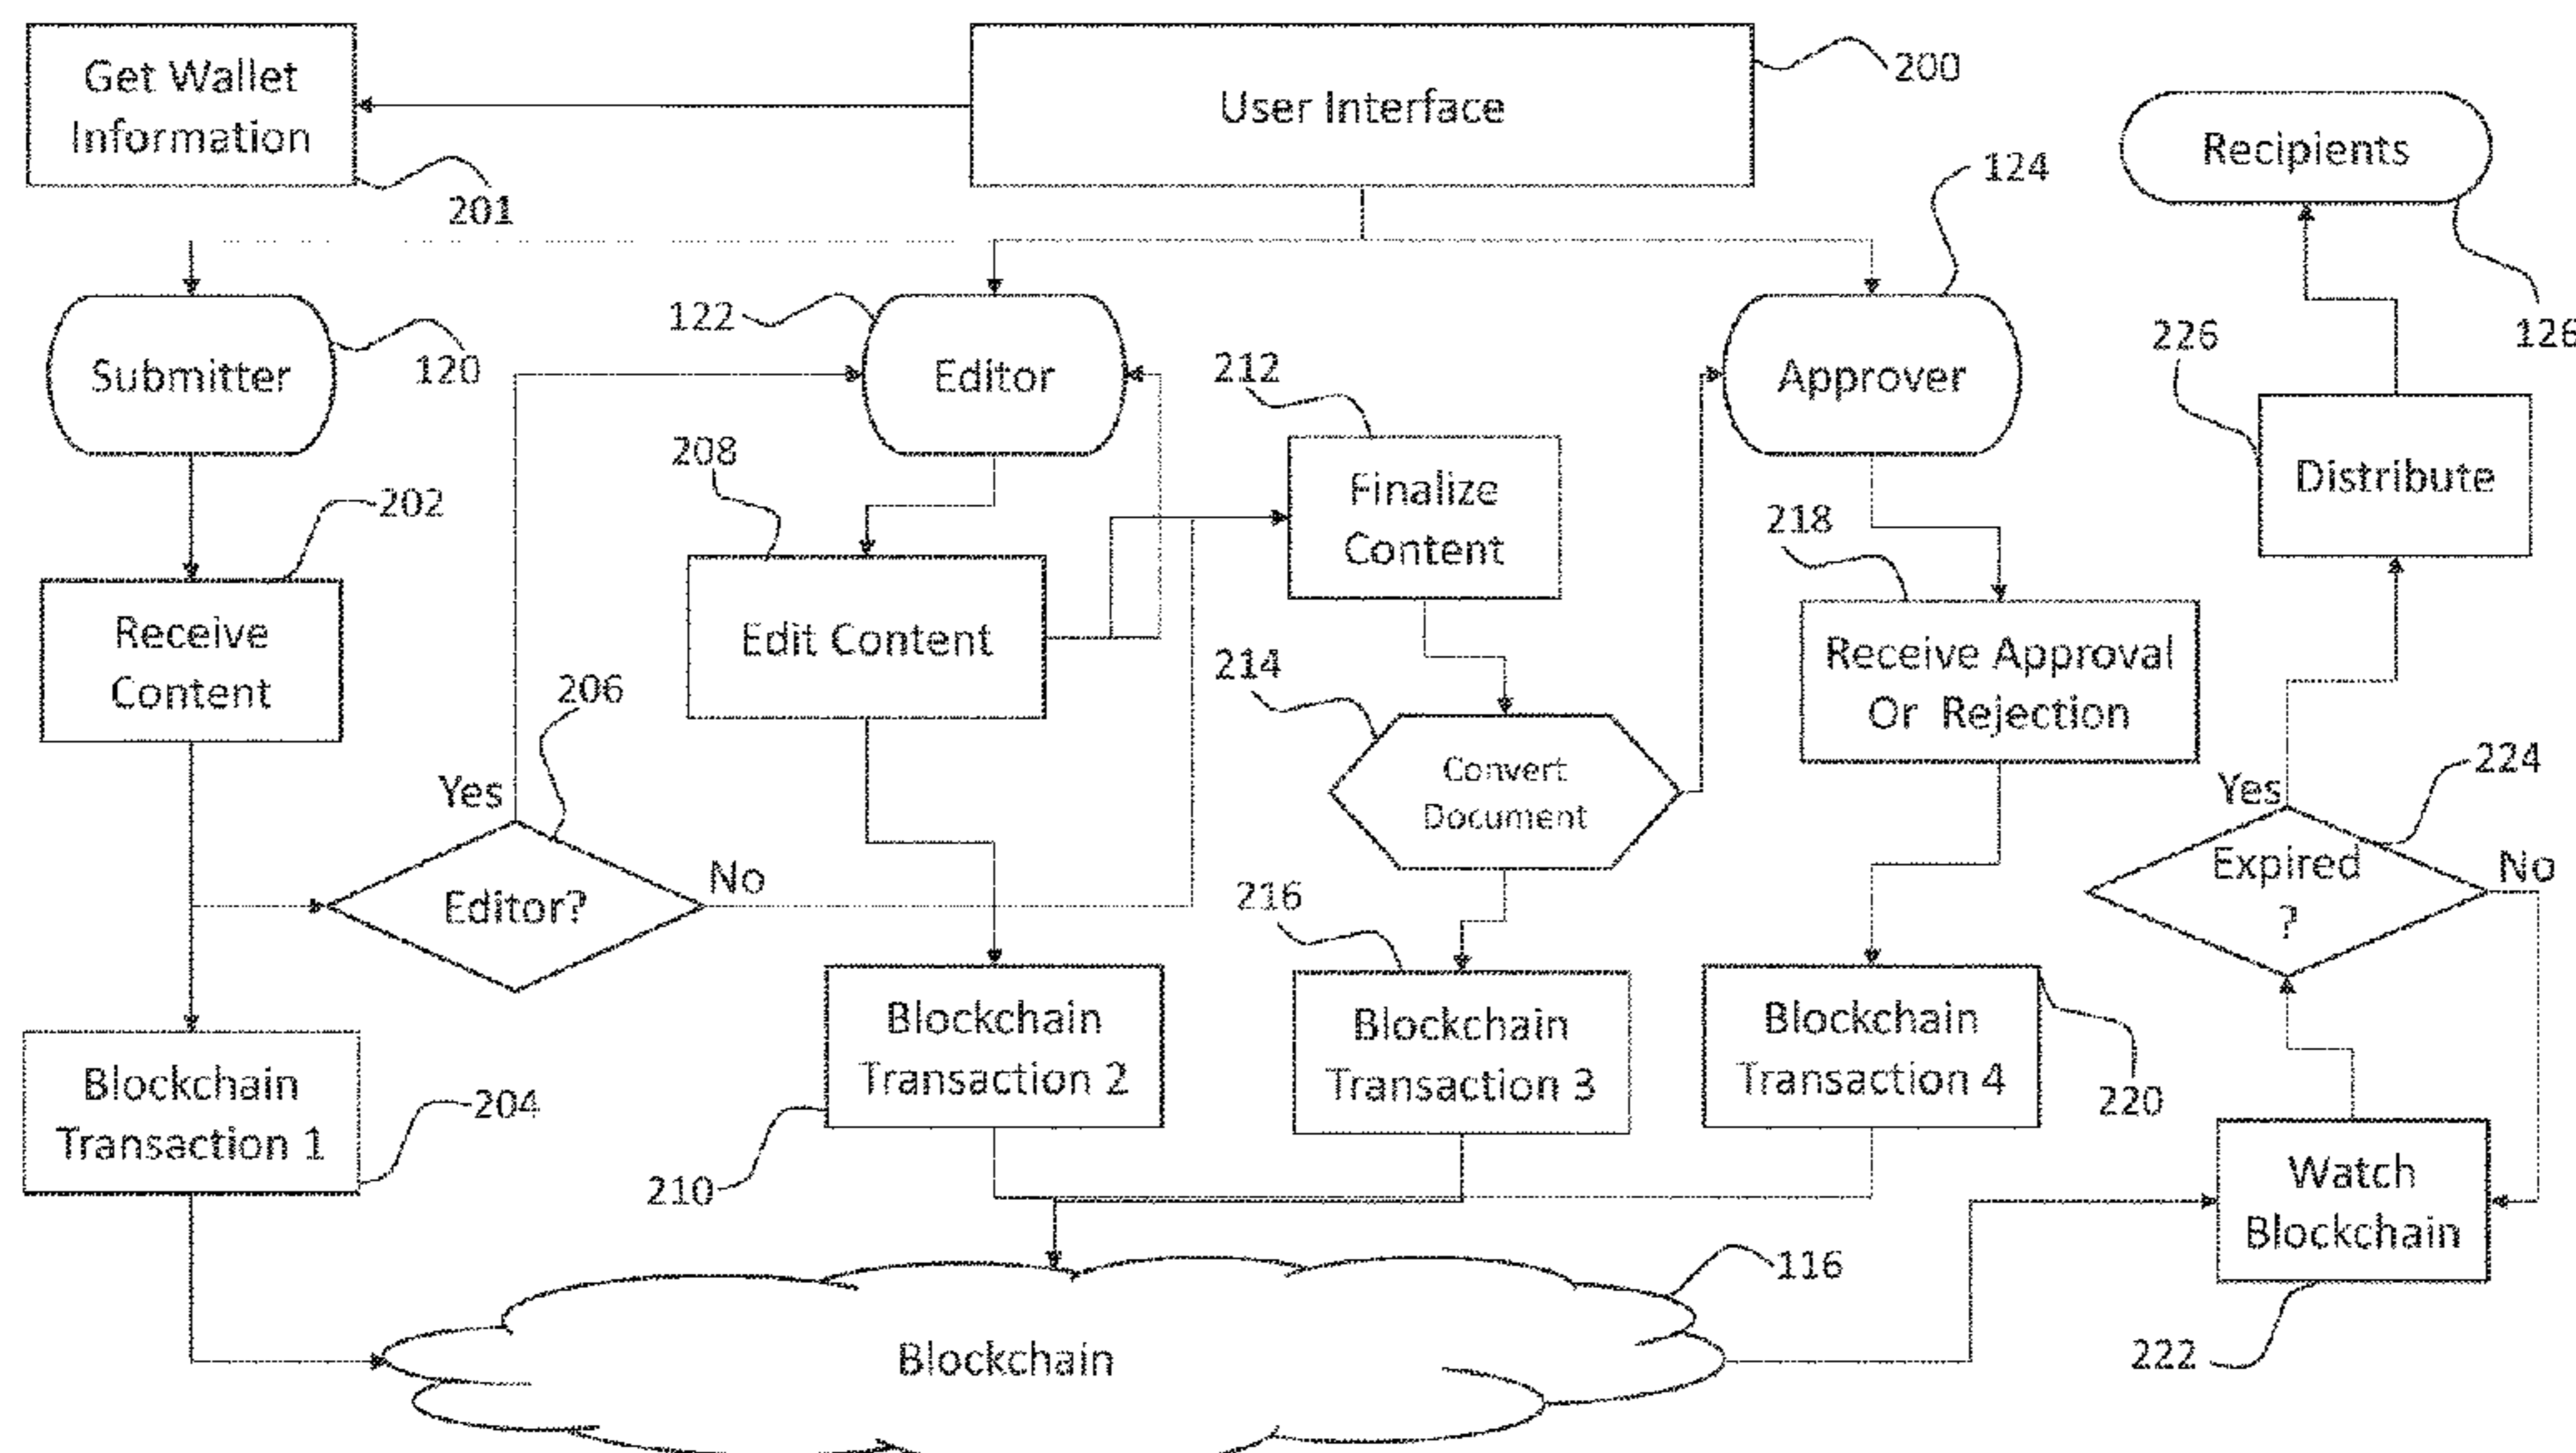 Get Wallet
Information
201
User Interface
200
Recipients
126
Submitter
120
122
Editor
124
Approver
226
Distribute
202
Receive
Content
208
Edit Content
212
Finalize
Content
218
Receive Approval
Or Rejection
206
Yes
Editor?
No
214
Convert
Document
224
Yes
Expired
?
No
Blockchain
Transaction 1
204
Blockchain
Transaction 2
210
216
Blockchain
Transaction 3
Blockchain
Transaction 4
220
Watch
Blockchain
222
Blockchain
116